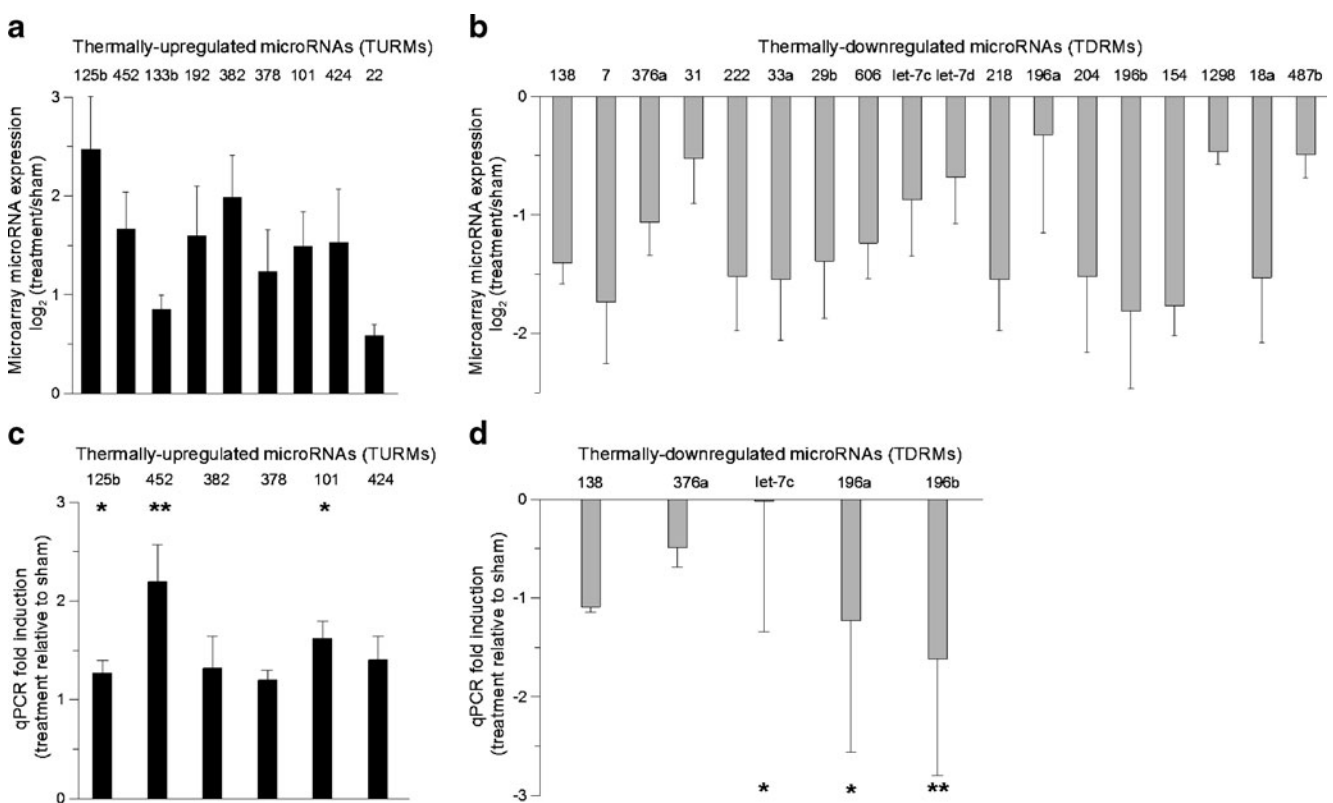 a
Thermally-upregulated microRNAs (TURMs)
125b 452 133b 192 382 378 101 424 22
3
2
1
0
Microarray microRNA expression
log₂ (treatment/sham)
b
Thermally-downregulated microRNAs (TDRMs)
138 7 376a 31 222 33a 29b 606 let-7c let-7d 218 196a 204 196b 154 1298 18a 487b
0
-1
-2
Microarray microRNA expression
log₂ (treatment/sham)
c
Thermally-upregulated microRNAs (TURMs)
125b 452 382 378 101 424
* ** *
3
2
1
0
qPCR fold induction
(treatment relative to sham)
d
Thermally-downregulated microRNAs (TDRMs)
138 376a let-7c 196a 196b
0
-1
-2
-3
* * **
qPCR fold induction
(treatment relative to sham)